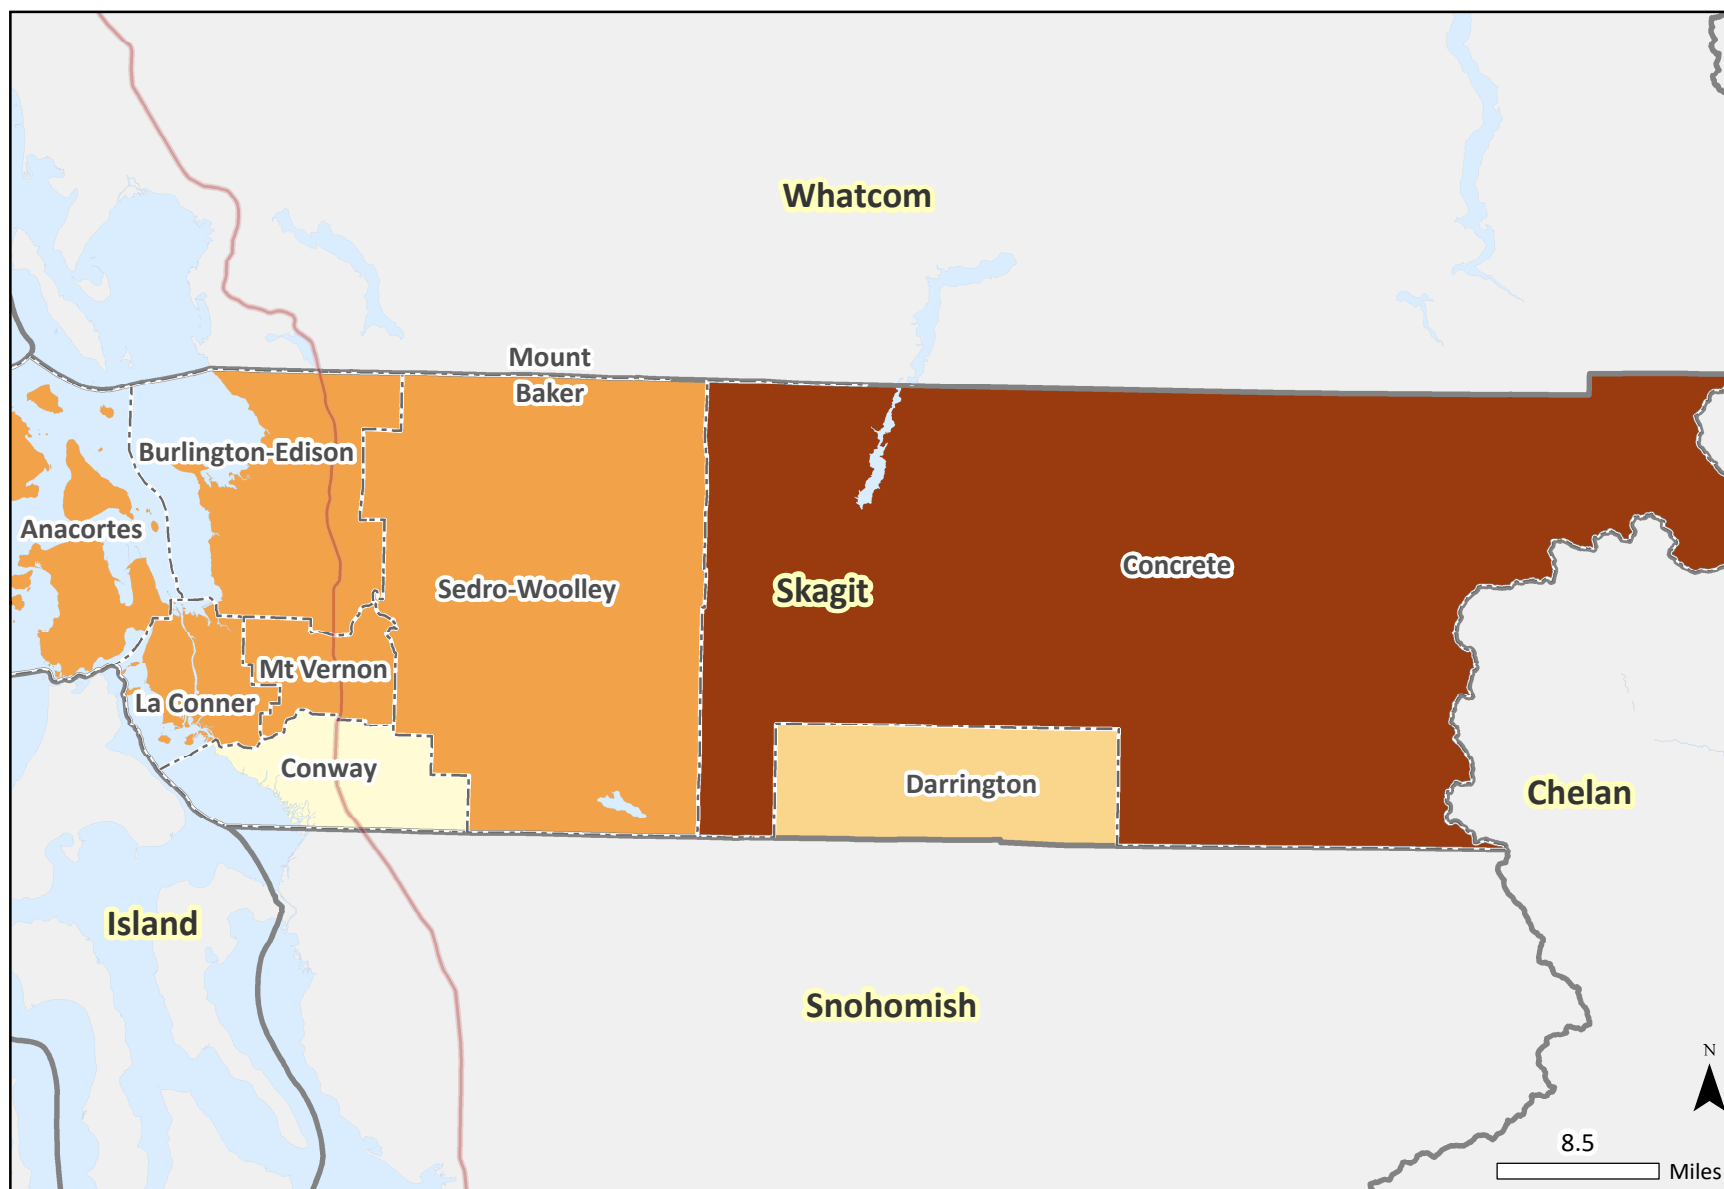 Whatcom
Mount
Baker
Burlington-Edison
Anacortes
Concrete
Sedro-Woolley
Skagit
Mt Vernon
La Conner
Conway
Darrington
Chelan
Island
Snohomish
N
8.5
Miles